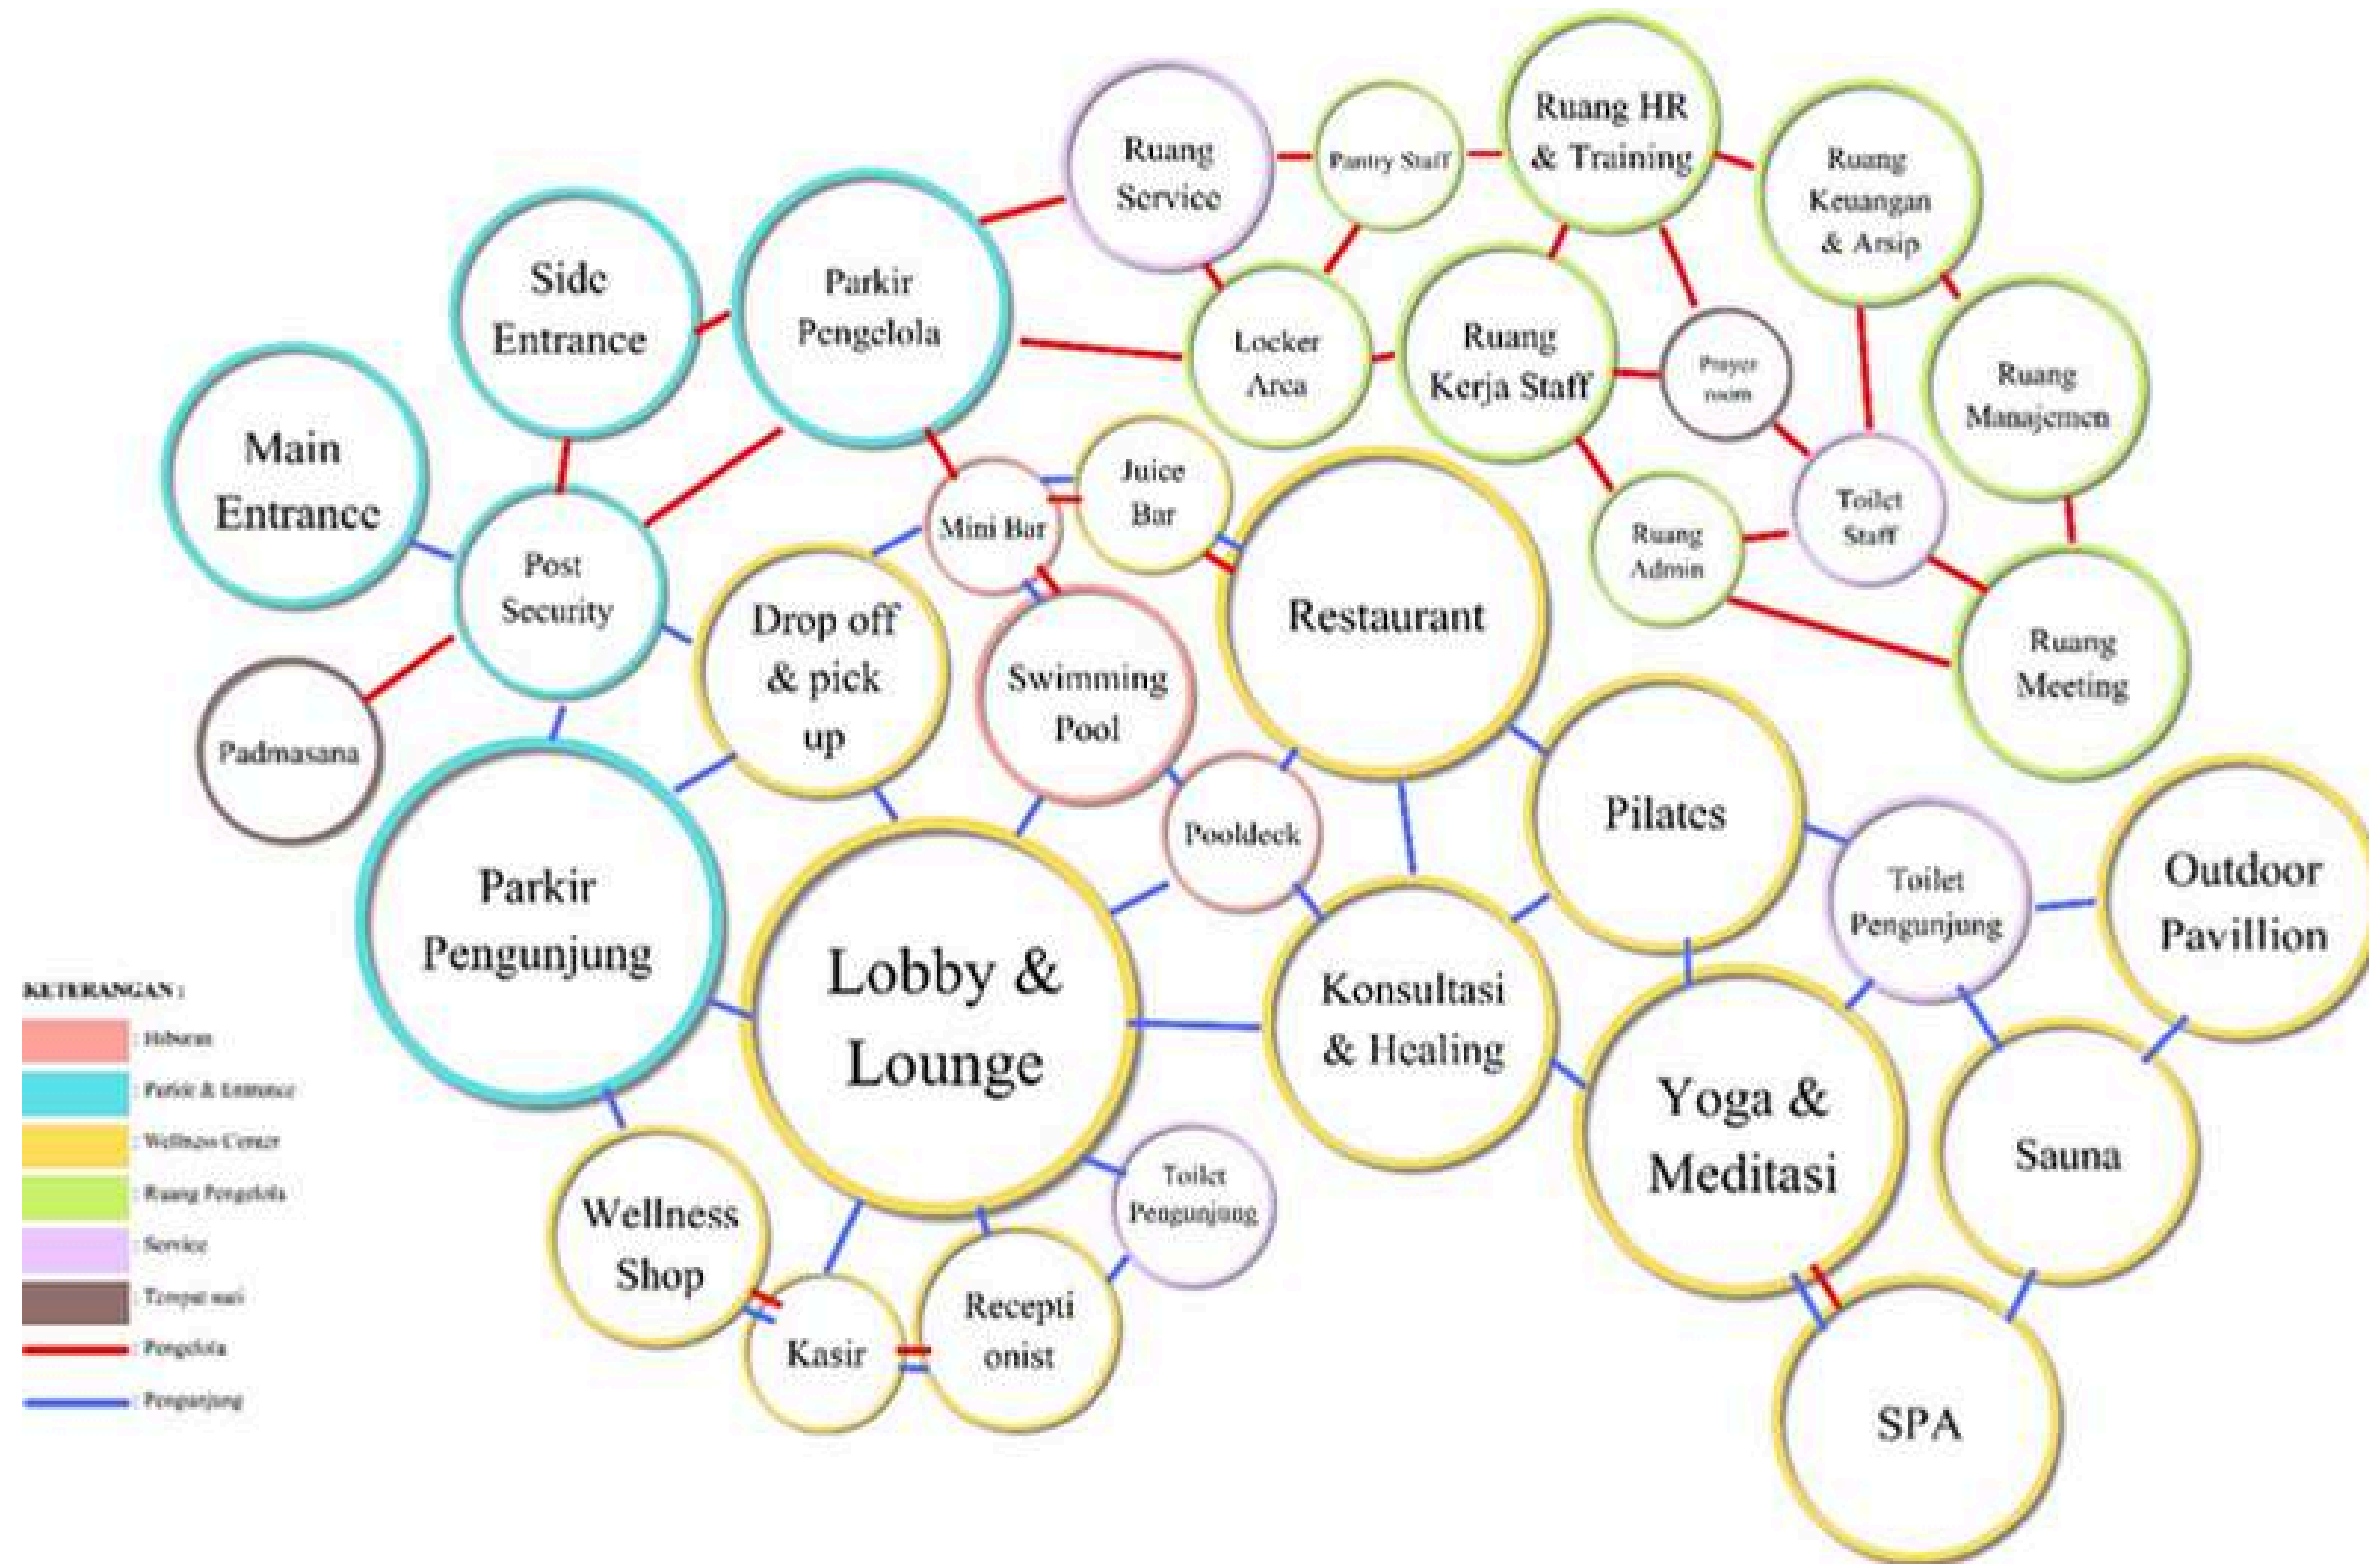 Ruang HR
& Training
Ruang
Service
Pantry Staff
Ruang
Keuangan
& Arsip
Side
Entrance
Parkir
Pengelola
Locker
Area
Ruang
Kerja Staff
Prayer
room
Ruang
Manajemen
Main
Entrance
Juice
Bar
Mini Bar
Toilet
Staff
Ruang
Admin
Post
Security
Restaurant
Drop off
& pick
up
Swimming
Pool
Ruang
Meeting
Padmasana
Pooldeck
Pilates
Toilet
Pengunjung
Outdoor
Pavillion
Parkir
Pengunjung
Lobby &
Lounge
Konsultasi
& Healing
Yoga &
Meditasi
Sauna
Toilet
Pengunjung
Wellness
Shop
Kasir
Recepti
onist
SPA
KETERANGAN :
: Hiburan
: Parkir & Entrance
: Wellness Center
: Ruang Pengelola
: Service
: Tempat suci
: Pengelola
: Pengunjung